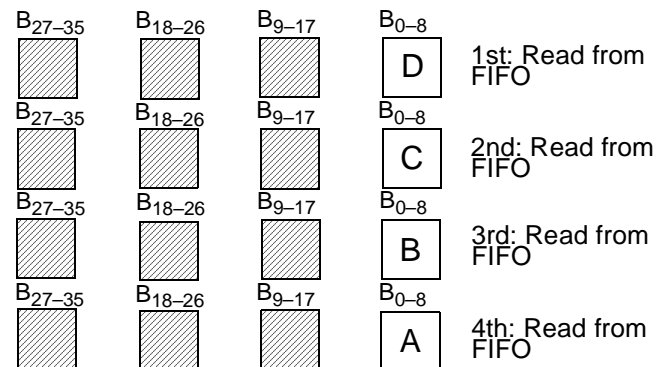 B27–35 B18–26 B9–17 B0–8
D 1st: Read from
FIFO
B27–35 B18–26 B9–17 B0–8
C 2nd: Read from
FIFO
B27–35 B18–26 B9–17 B0–8
B 3rd: Read from
FIFO
B27–35 B18–26 B9–17 B0–8
A 4th: Read from
FIFO